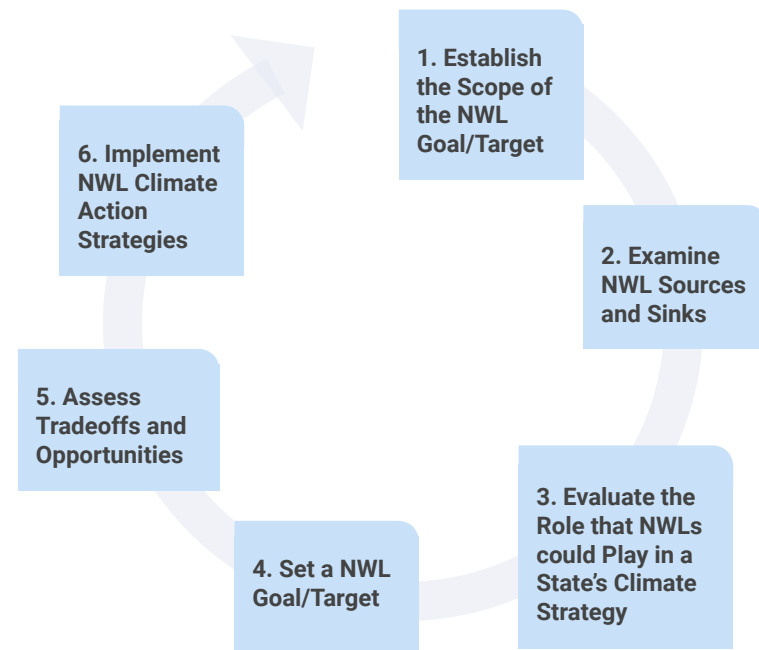 1. Establish
the Scope of
the NWL
Goal/Target
2. Examine
NWL Sources
and Sinks
3. Evaluate the
Role that NWLs
could Play in a
State's Climate
Strategy
4. Set a NWL
Goal/Target
5. Assess
Tradeoffs and
Opportunities
6. Implement
NWL Climate
Action
Strategies